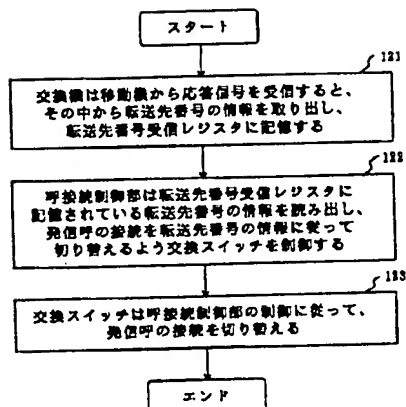 スタート
121
交換機は移動機から応答信号を受信すると、
その中から転送先番号の情報を取り出し、
転送先番号受信レジスタに記憶する
122
呼接続制御部は転送先番号受信レジスタに
記憶されている転送先番号の情報を読み出し、
発信呼の接続を転送先番号の情報に従って
切り替えるよう交換スイッチを制御する
123
交換スイッチは呼接続制御部の制御に従って、
発信呼の接続を切り替える
エンド